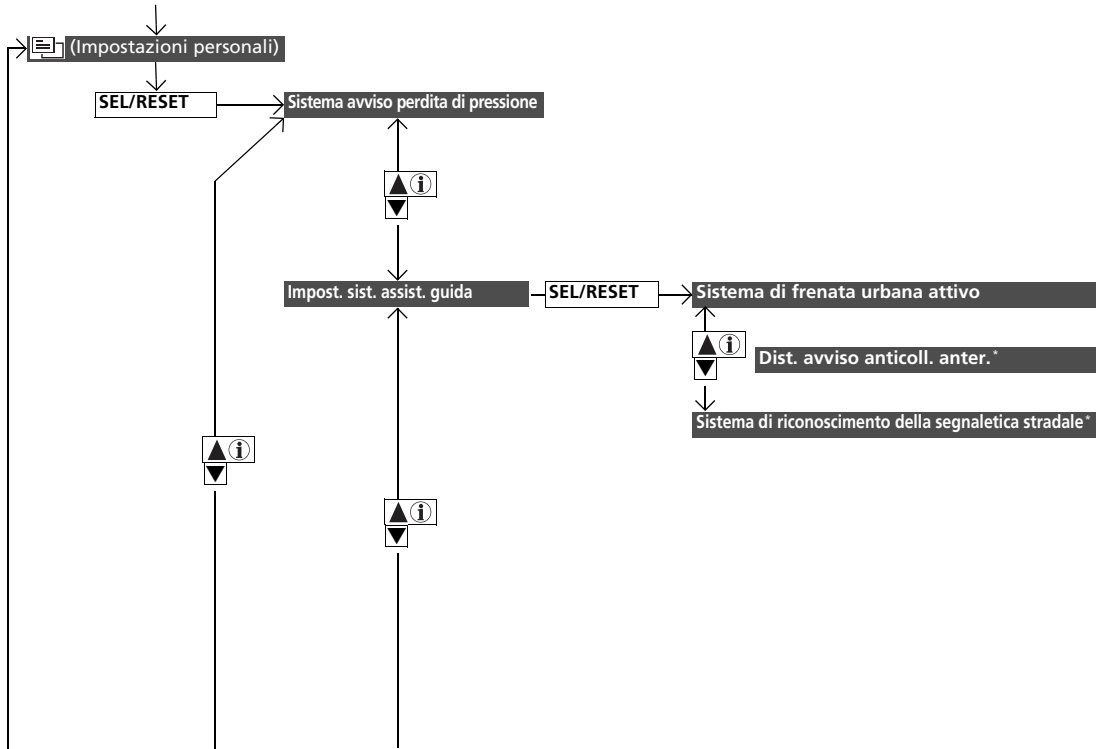 (Impostazioni personali)
SEL/RESET
Sistema avviso perdita di pressione
▲ i
▼
Impost. sist. assist. guida
SEL/RESET
Sistema di frenata urbana attivo
▲ i
▼
Dist. avviso anticoll. anter.*
Sistema di riconoscimento della segnaletica stradale*
▲ i
▼
▲ i
▼